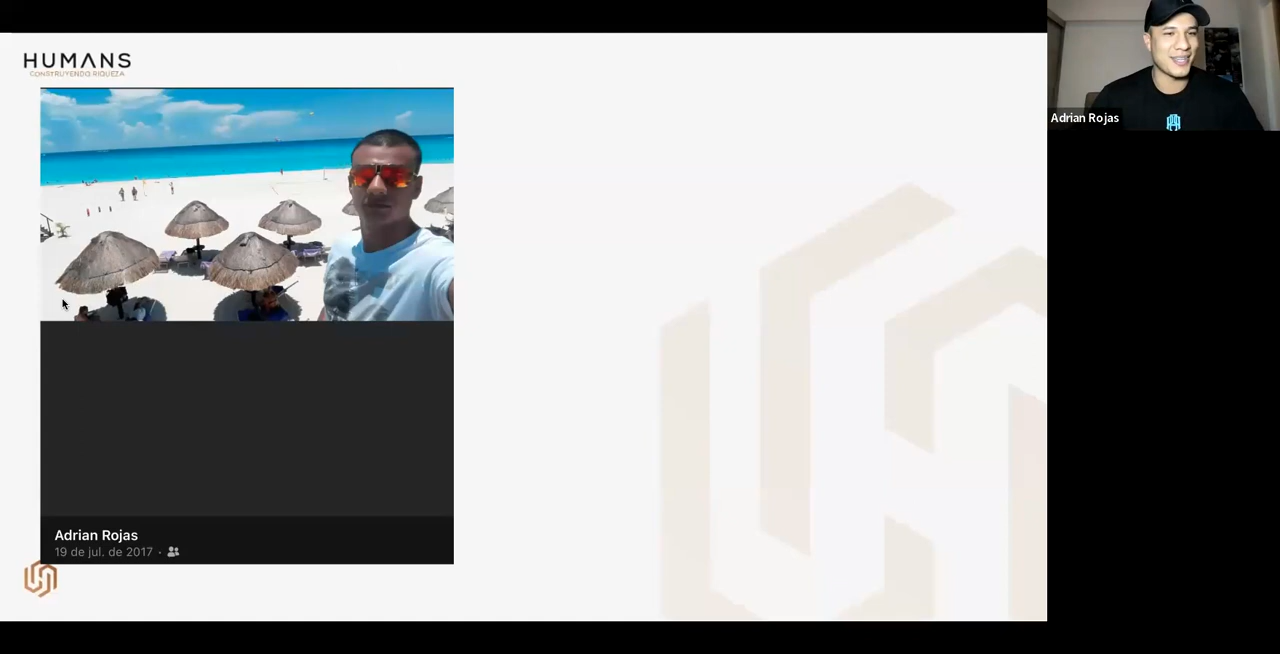 HUMANS
CONSTRUYENDO RIQUEZA
Adrian Rojas
Adrian Rojas
19 de jul. de 2017 ·